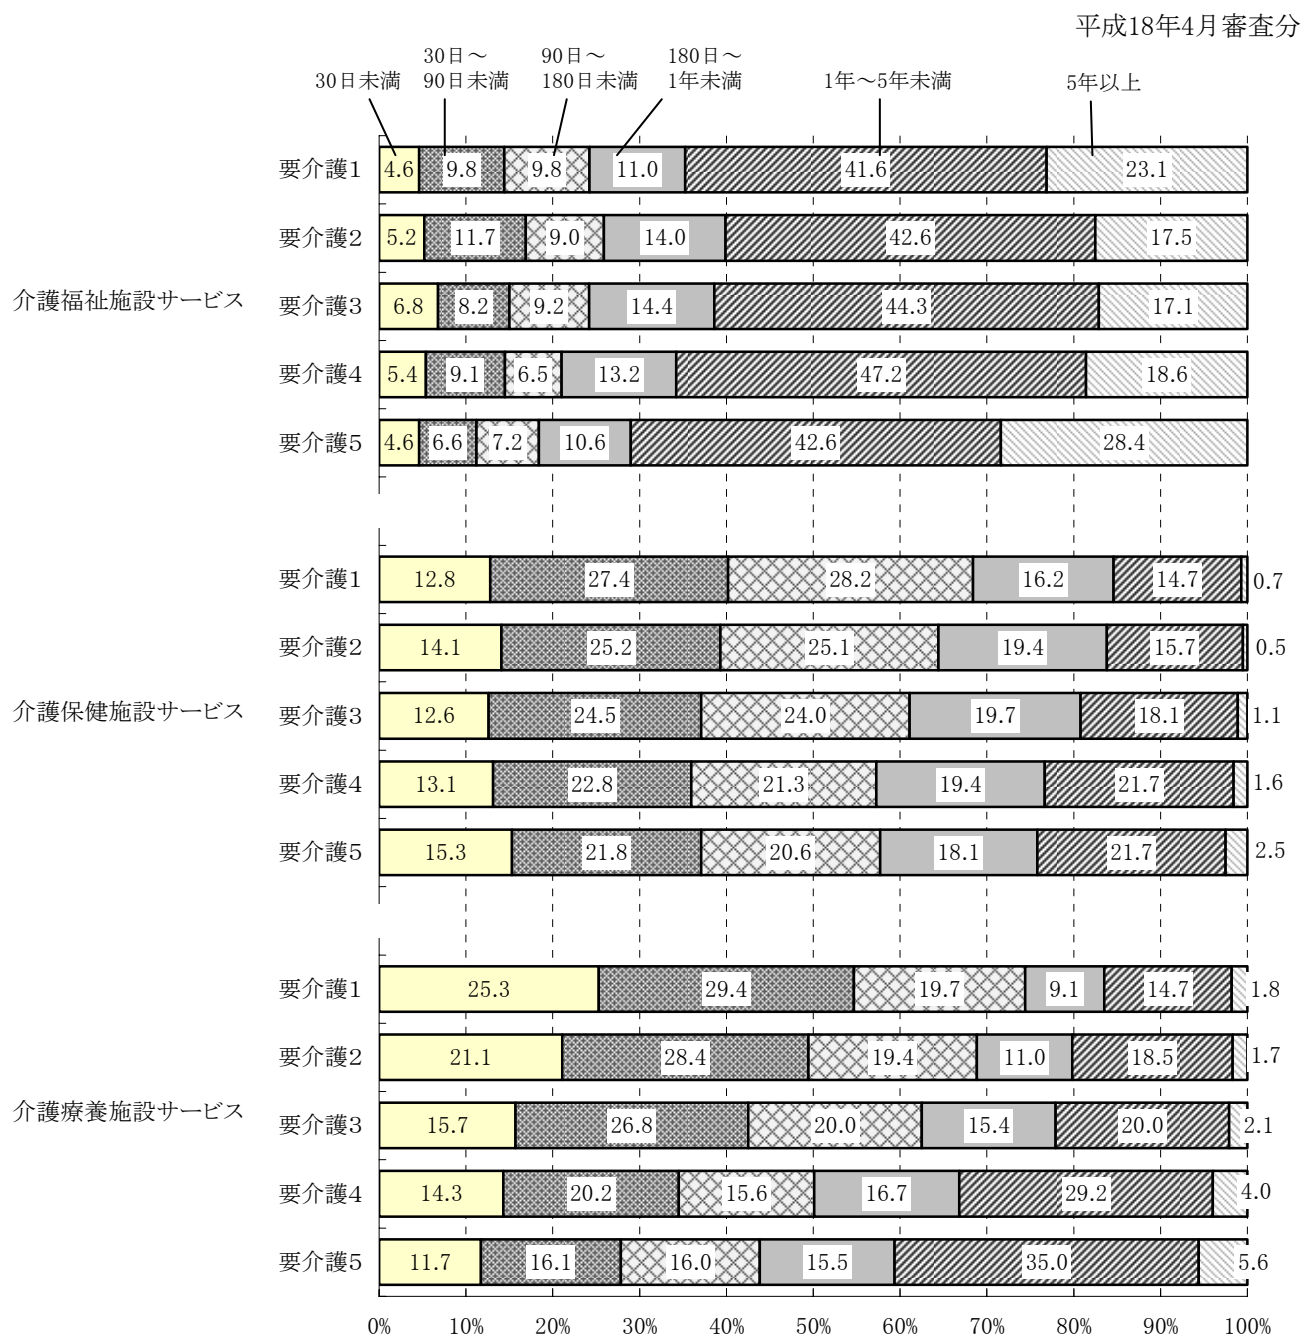 平成18年4月審査分
30日未満
30日～
90日未満
90日～
180日未満
180日～
1年未満
1年～5年未満
5年以上
介護福祉施設サービス
要介護1 4.6 9.8 9.8 11.0 41.6 23.1
要介護2 5.2 11.7 9.0 14.0 42.6 17.5
要介護3 6.8 8.2 9.2 14.4 44.3 17.1
要介護4 5.4 9.1 6.5 13.2 47.2 18.6
要介護5 4.6 6.6 7.2 10.6 42.6 28.4
介護保健施設サービス
要介護1 12.8 27.4 28.2 16.2 14.7 0.7
要介護2 14.1 25.2 25.1 19.4 15.7 0.5
要介護3 12.6 24.5 24.0 19.7 18.1 1.1
要介護4 13.1 22.8 21.3 19.4 21.7 1.6
要介護5 15.3 21.8 20.6 18.1 21.7 2.5
介護療養施設サービス
要介護1 25.3 29.4 19.7 9.1 14.7 1.8
要介護2 21.1 28.4 19.4 11.0 18.5 1.7
要介護3 15.7 26.8 20.0 15.4 20.0 2.1
要介護4 14.3 20.2 15.6 16.7 29.2 4.0
要介護5 11.7 16.1 16.0 15.5 35.0 5.6
0% 10% 20% 30% 40% 50% 60% 70% 80% 90% 100%